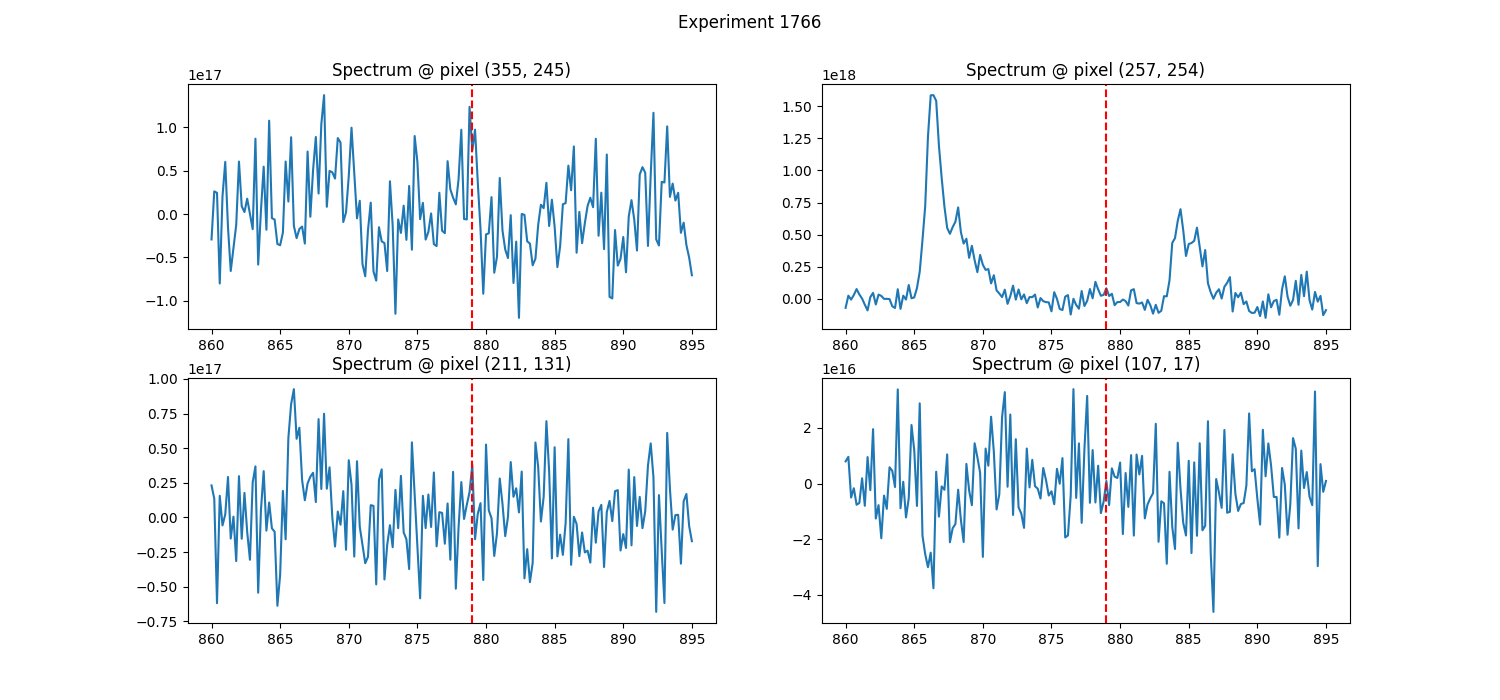 Experiment 1766
1e17
Spectrum @ pixel (355, 245)
1.0
0.5
0.0
−0.5
−1.0
860 865 870 875 880 885 890 895
1e18
Spectrum @ pixel (257, 254)
1.50
1.25
1.00
0.75
0.50
0.25
0.00
860 865 870 875 880 885 890 895
1e17
Spectrum @ pixel (211, 131)
1.00
0.75
0.50
0.25
0.00
−0.25
−0.50
−0.75
860 865 870 875 880 885 890 895
1e16
Spectrum @ pixel (107, 17)
2
0
−2
−4
860 865 870 875 880 885 890 895